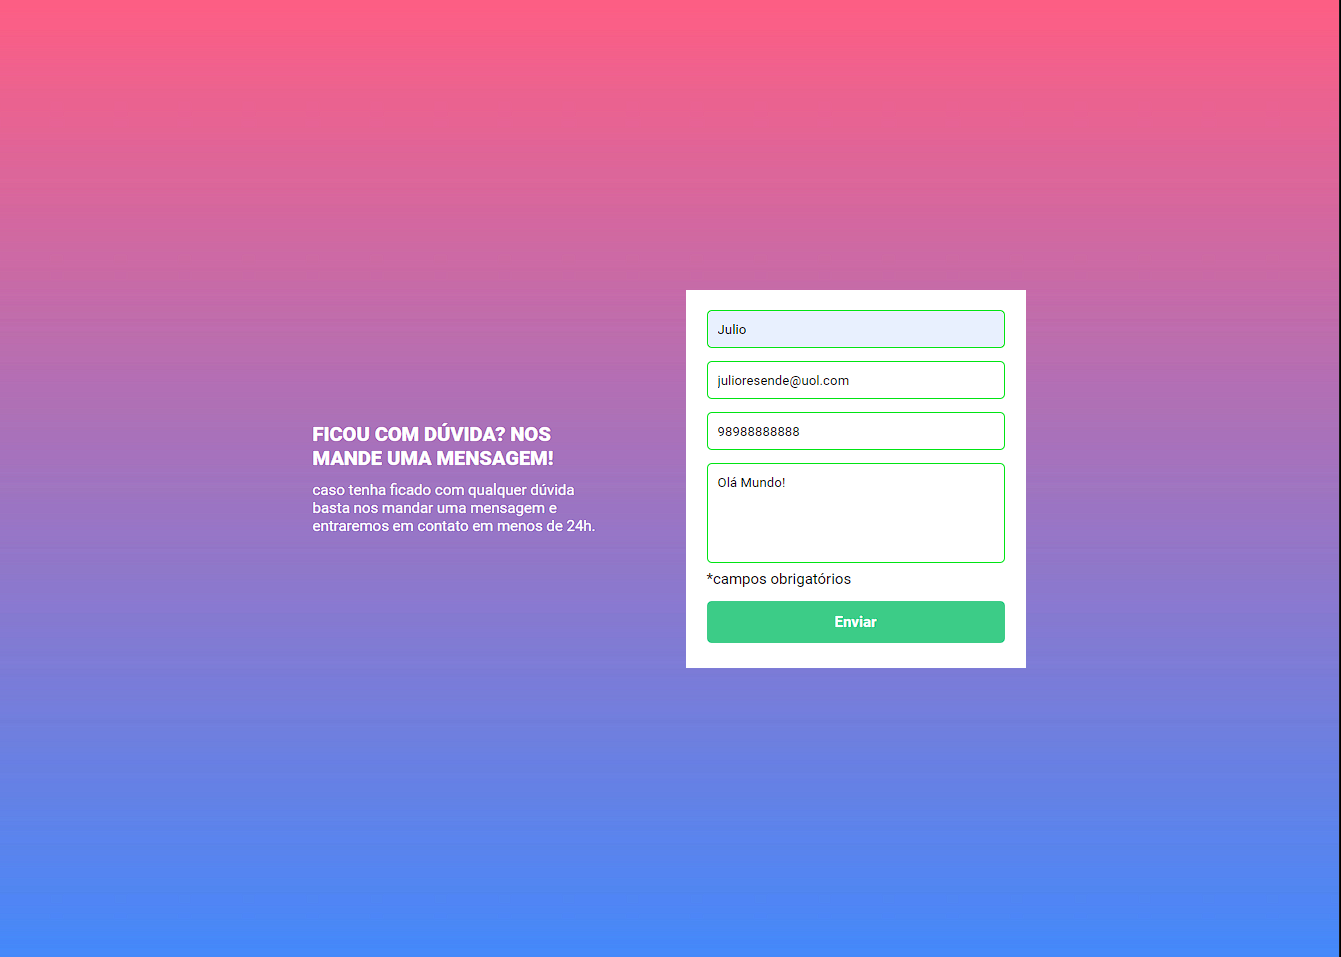 FICOU COM DÚVIDA? NOS
MANDE UMA MENSAGEM!
caso tenha ficado com qualquer dúvida
basta nos mandar uma mensagem e
entraremos em contato em menos de 24h.
Julio
julioresende@uol.com
98988888888
Olá Mundo!
*campos obrigatórios
Enviar